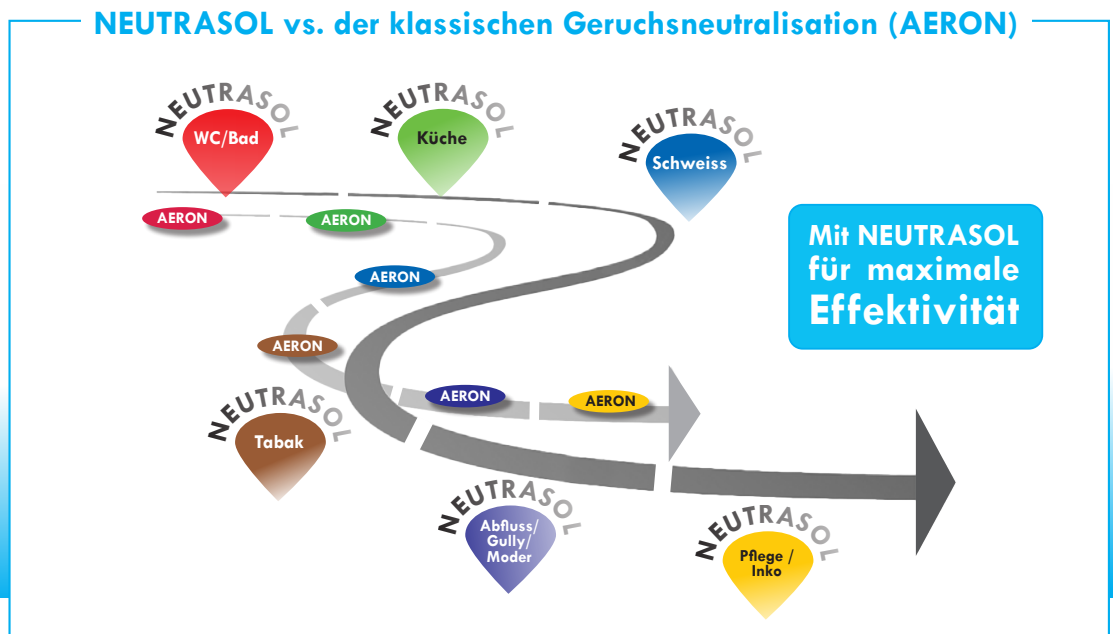 NEUTRASOL vs. der klassischen Geruchsneutralisation (AERON)
NEUTRASOL
WC/Bad
NEUTRASOL
Küche
NEUTRASOL
Schweiss
AERON
AERON
AERON
AERON
AERON
AERON
Mit NEUTRASOL
für maximale
Effektivität
NEUTRASOL
Tabak
NEUTRASOL
Abfluss/
Gully/
Moder
NEUTRASOL
Pflege /
Inko